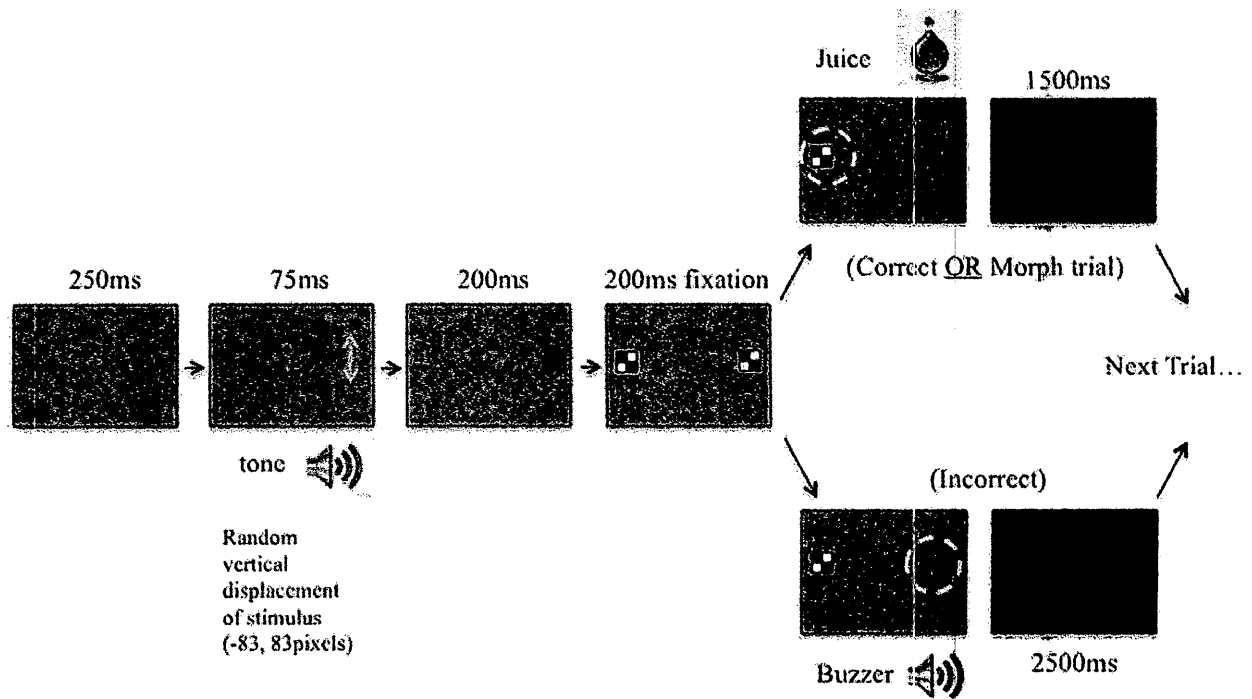 Juice
1500ms
(Correct OR Morph trial)
250ms
75ms
200ms
200ms fixation
Next Trial...
tone
Random
vertical
displacement
of stimulus
(-83, 83pixels)
(Incorrect)
Buzzer
2500ms